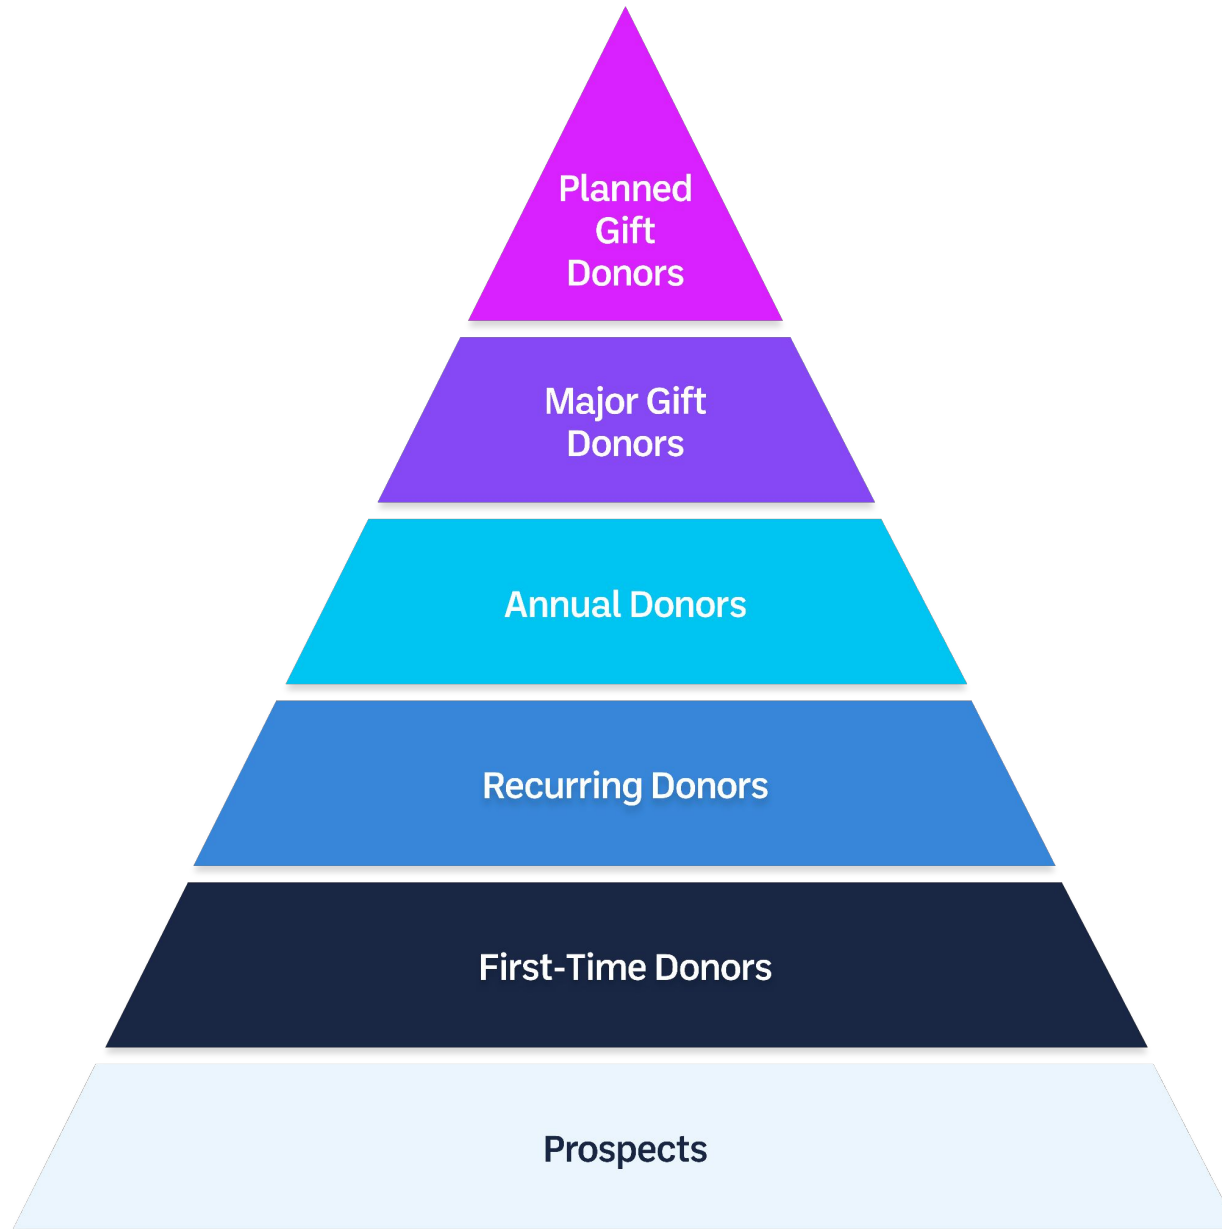 Planned
Gift
Donors
Major Gift
Donors
Annual Donors
Recurring Donors
First-Time Donors
Prospects